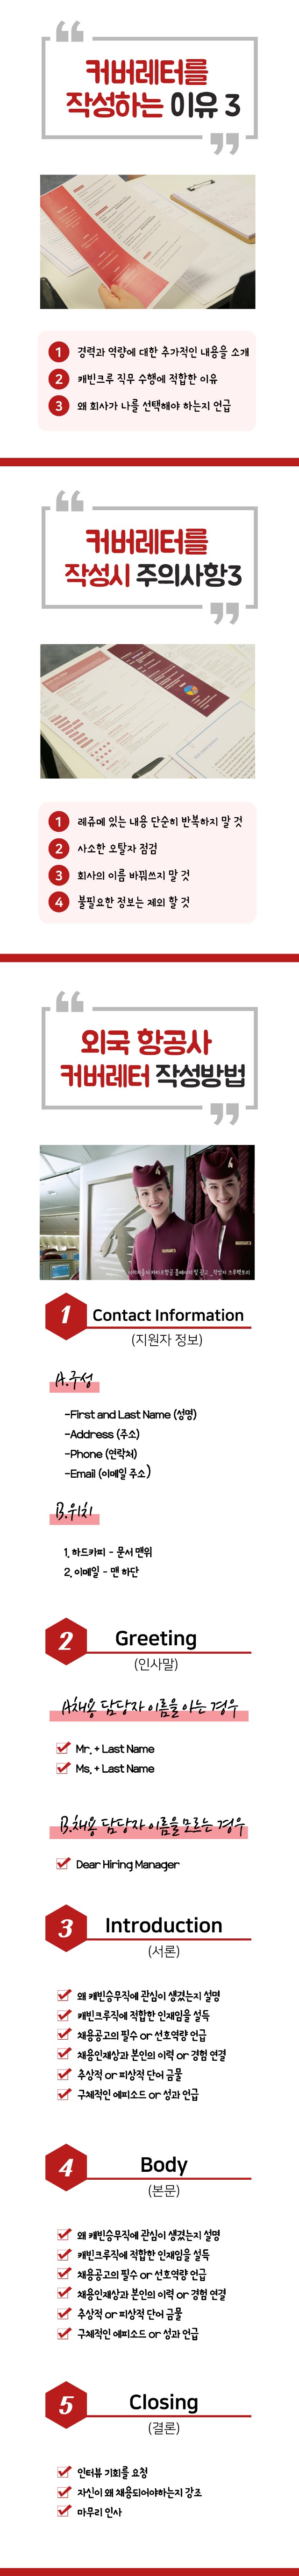 커버레터를
작성하는 이유 3
1 경력과 역량에 대한 추가적인 내용을 소개
2 캐빈크루 직무 수행에 적합한 이유
3 왜 회사가 나를 선택해야 하는지 언급
커버레터를
작성시 주의사항3
1 레쥬메 있는 내용 단순히 반복하지 말 것
2 사소한 오탈자 점검
3 회사의 이름 바꿔쓰지 말 것
4 불필요한 정보는 제외 할 것
외국 항공사
커버레터 작성방법
이미지출처 카타르항공 홈페이지 및 광고 _작성자 크루팩토리
1 Contact Information
(지원자 정보)
A.구성
-First and Last Name (성명)
-Address (주소)
-Phone (연락처)
-Email (이메일 주소)
B.위치
1. 하드카피 - 문서 맨위
2. 이메일 - 맨 하단
2 Greeting
(인사말)
A.채용 담당자 이름을 아는 경우
Mr. + Last Name
Ms. + Last Name
B.채용 담당자 이름을 모르는 경우
Dear Hiring Manager
3 Introduction
(서론)
왜 캐빈승무직에 관심이 생겼는지 설명
캐빈크루직에 적합한 인재임을 설득
채용공고의 필수 or 선호역량 언급
채용인재상과 본인의 이력 or 경험 연결
추상적 or 피상적 단어 금물
구체적인 에피소드 or 성과 언급
4 Body
(본문)
왜 캐빈승무직에 관심이 생겼는지 설명
캐빈크루직에 적합한 인재임을 설득
채용공고의 필수 or 선호역량 언급
채용인재상과 본인의 이력 or 경험 연결
추상적 or 피상적 단어 금물
구체적인 에피소드 or 성과 언급
5 Closing
(결론)
인터뷰 기회를 요청
자신이 왜 채용되어야하는지 강조
마무리 인사